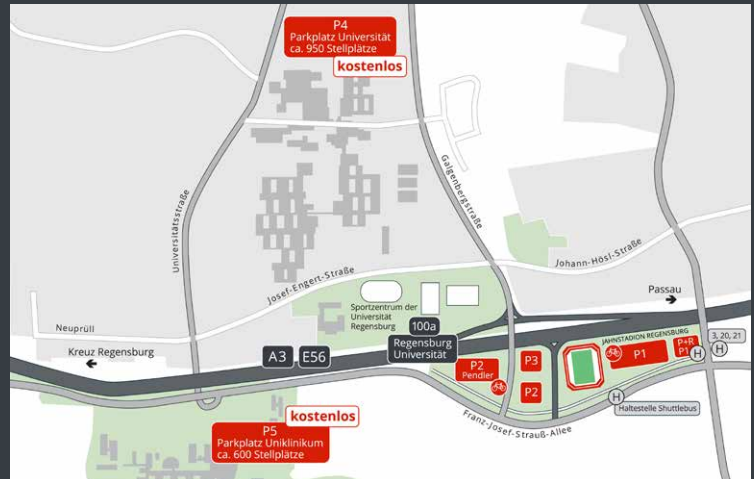 P4
Parkplatz Universität
ca. 950 Stellplätze
kostenlos
Universitätsstraße
Galgenbergstraße
Josef-Engert-Straße
Johann-Hösl-Straße
Passau
Neuprüll
Kreuz Regensburg
Sportzentrum der
Universität
Regensburg
100a
Regensburg
Universität
A3
E56
JAHNSTADION REGENSBURG
P1
P+R
P1
H
3, 20, 21
H
P2
Pendler
P3
P2
H
Haltestelle Shuttlebus
Franz-Josef-Strauß-Allee
kostenlos
P5
Parkplatz Uniklinikum
ca. 600 Stellplätze